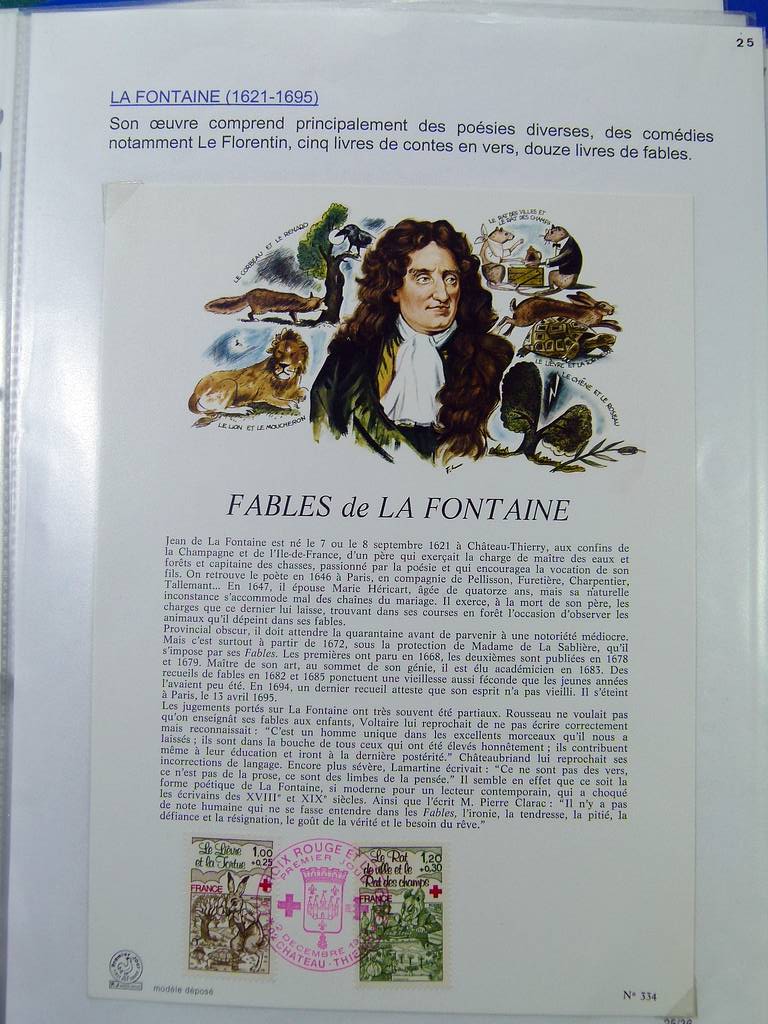 25
LA FONTAINE (1621-1695)
Son œuvre comprend principalement des poésies diverses, des comédies
notamment Le Florentin, cinq livres de contes en vers, douze livres de fables.
LE CORBEAU ET LE RENARD
LE RAT DES VILLES ET
LE RAT DES CHAMPS
LE LIÈVRE ET LA
LE CHÊNE ET LE ROSEAU
LE LION ET LE MOUCHERON
FABLES de LA FONTAINE
Jean de La Fontaine est né le 7 ou le 8 septembre 1621 à Château-Thierry, aux confins de
la Champagne et de l'Ile-de-France, d'un père qui exerçait la charge de maître des eaux et
forêts et capitaine des chasses, passionné par la poésie et qui encouragea la vocation de son
fils. On retrouve le poète en 1646 à Paris, en compagnie de Pellisson, Furetière, Charpentier,
Tallemant... En 1647, il épouse Marie Héricart, âgée de quatorze ans, mais sa naturelle
inconstance s'accommode mal des chaînes du mariage. Il exerce, à la mort de son père, les
charges que ce dernier lui laisse, trouvant dans ses courses en forêt l'occasion d'observer les
animaux qu'il dépeint dans ses fables.
Provincial obscur, il doit attendre la quarantaine avant de parvenir à une notoriété médiocre.
Mais c'est surtout à partir de 1672, sous la protection de Madame de La Sablière, qu'il
s'impose par ses Fables. Les premières ont paru en 1668, les deuxièmes sont publiées en 1678
et 1679. Maître de son art, au sommet de son génie, il est élu académicien en 1683. Des
recueils de fables en 1682 et 1685 ponctuent une vieillesse aussi féconde que les jeunes années
l'avaient peu été. En 1694, un dernier recueil atteste que son esprit n'a pas vieilli. Il s'éteint
à Paris, le 13 avril 1695.
Les jugements portés sur La Fontaine ont très souvent été partiaux. Rousseau ne voulait pas
qu'on enseignât ses fables aux enfants, Voltaire lui reprochait de ne pas écrire correctement
mais reconnaissait : "C'est un homme unique dans les excellents morceaux qu'il nous a
laissés ; ils sont dans la bouche de tous ceux qui ont été élevés honnêtement ; ils contribuent
même à leur éducation et iront à la dernière postérité." Châteaubriand lui reprochait ses
incorrections de langage. Encore plus sévère, Lamartine écrivait : "Ce ne sont pas des vers,
ce n'est pas de la prose, ce sont des limbes de la pensée." Il semble en effet que ce soit la
forme poétique de La Fontaine, si moderne pour un lecteur contemporain, qui a choqué
les écrivains des XVIIIe et XIXe siècles. Ainsi que l'écrit M. Pierre Clarac : "Il n'y a pas
de note humaine qui ne se fasse entendre dans les Fables, l'ironie, la tendresse, la pitié, la
défiance et la résignation, le goût de la vérité et le besoin du rêve."
Le Lièvre
et la Tortue
1,00
+0,25
FRANCE
ROUGE ET
PREMIER JOUR
2 DECEMBRE
CHATEAU-THIE
Le Rat
de ville et le
Rat des champs
1,20
+0,30
FRANCE
modèle déposé
N° 334